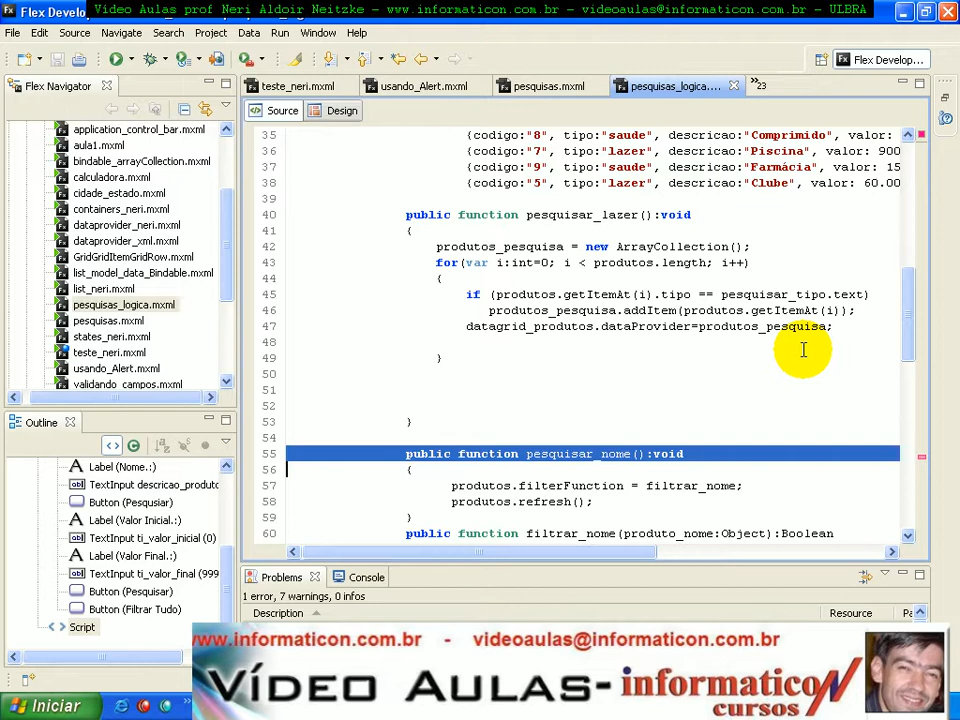 Vídeo Aulas prof Neri Aldoir Neitzke - www.informaticon.com.br - videoaulas@informaticon.com.br - ULBRA
Flex Develo
File Edit Source Navigate Search Project Data Run Window Help
Flex Develop...
Flex Navigator
teste_neri.mxml
usando_Alert.mxml
pesquisas.mxml
pesquisas_logica....
23
Source
Design
application_control_bar.mxml
aula1.mxml
bindable_arrayCollection.mxml
calculadora.mxml
cidade_estado.mxml
containers_neri.mxml
dataprovider_neri.mxml
dataprovider_xml.mxml
GridGridItemGridRow.mxml
list_model_data_Bindable.mxml
list_neri.mxml
pesquisas_logica.mxml
pesquisas.mxml
states_neri.mxml
teste_neri.mxml
usando_Alert.mxml
validando_campos.mxml
35 {codigo:"8", tipo:"saude", descricao:"Comprimido", valor:
36 {codigo:"7", tipo:"lazer", descricao:"Piscina", valor: 900
37 {codigo:"9", tipo:"saude", descricao:"Farmácia", valor: 15
38 {codigo:"5", tipo:"lazer", descricao:"Clube", valor: 60.00
39
40 public function pesquisar_lazer():void
41 {
42 produtos_pesquisa = new ArrayCollection();
43 for(var i:int=0; i < produtos.length; i++)
44 {
45 if (produtos.getItemAt(i).tipo == pesquisar_tipo.text)
46 produtos_pesquisa.addItem(produtos.getItemAt(i));
47 datagrid_produtos.dataProvider=produtos_pesquisa;
48
49 }
50
51
52
53 }
54
55 public function pesquisar_nome():void
56 {
57 produtos.filterFunction = filtrar_nome;
58 produtos.refresh();
59 }
60 public function filtrar_nome(produto_nome:Object):Boolean
Outline
Label (Nome.:)
TextInput descricao_produto
Button (Pesqusiar)
Label (Valor Inicial.:)
TextInput ti_valor_inicial (0)
Label (Valor Final.:)
TextInput ti_valor_final (999
Button (Pesquisar)
Button (Filtrar Tudo)
Script
Problems
Console
1 error, 7 warnings, 0 infos
Description
Resource
Pa
www.informaticon.com.br - videoaulas@informaticon.com.br
VÍDEO AULAS- informaticon
cursos
Iniciar